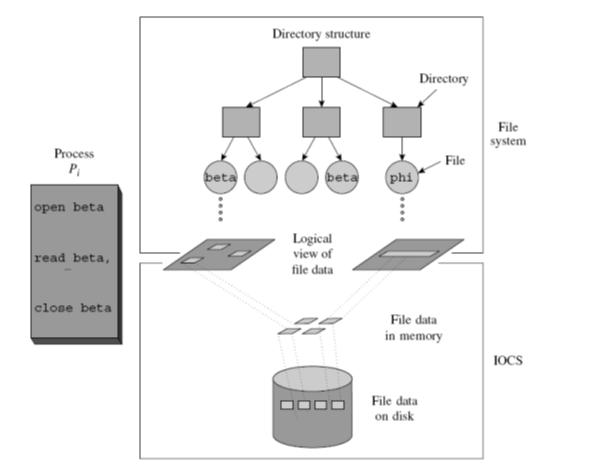 Directory structure
Directory
File
system
Process
Pi
File
beta
beta
phi
open beta
read beta,
close beta
Logical
view of
file data
File data
in memory
IOCS
File data
on disk